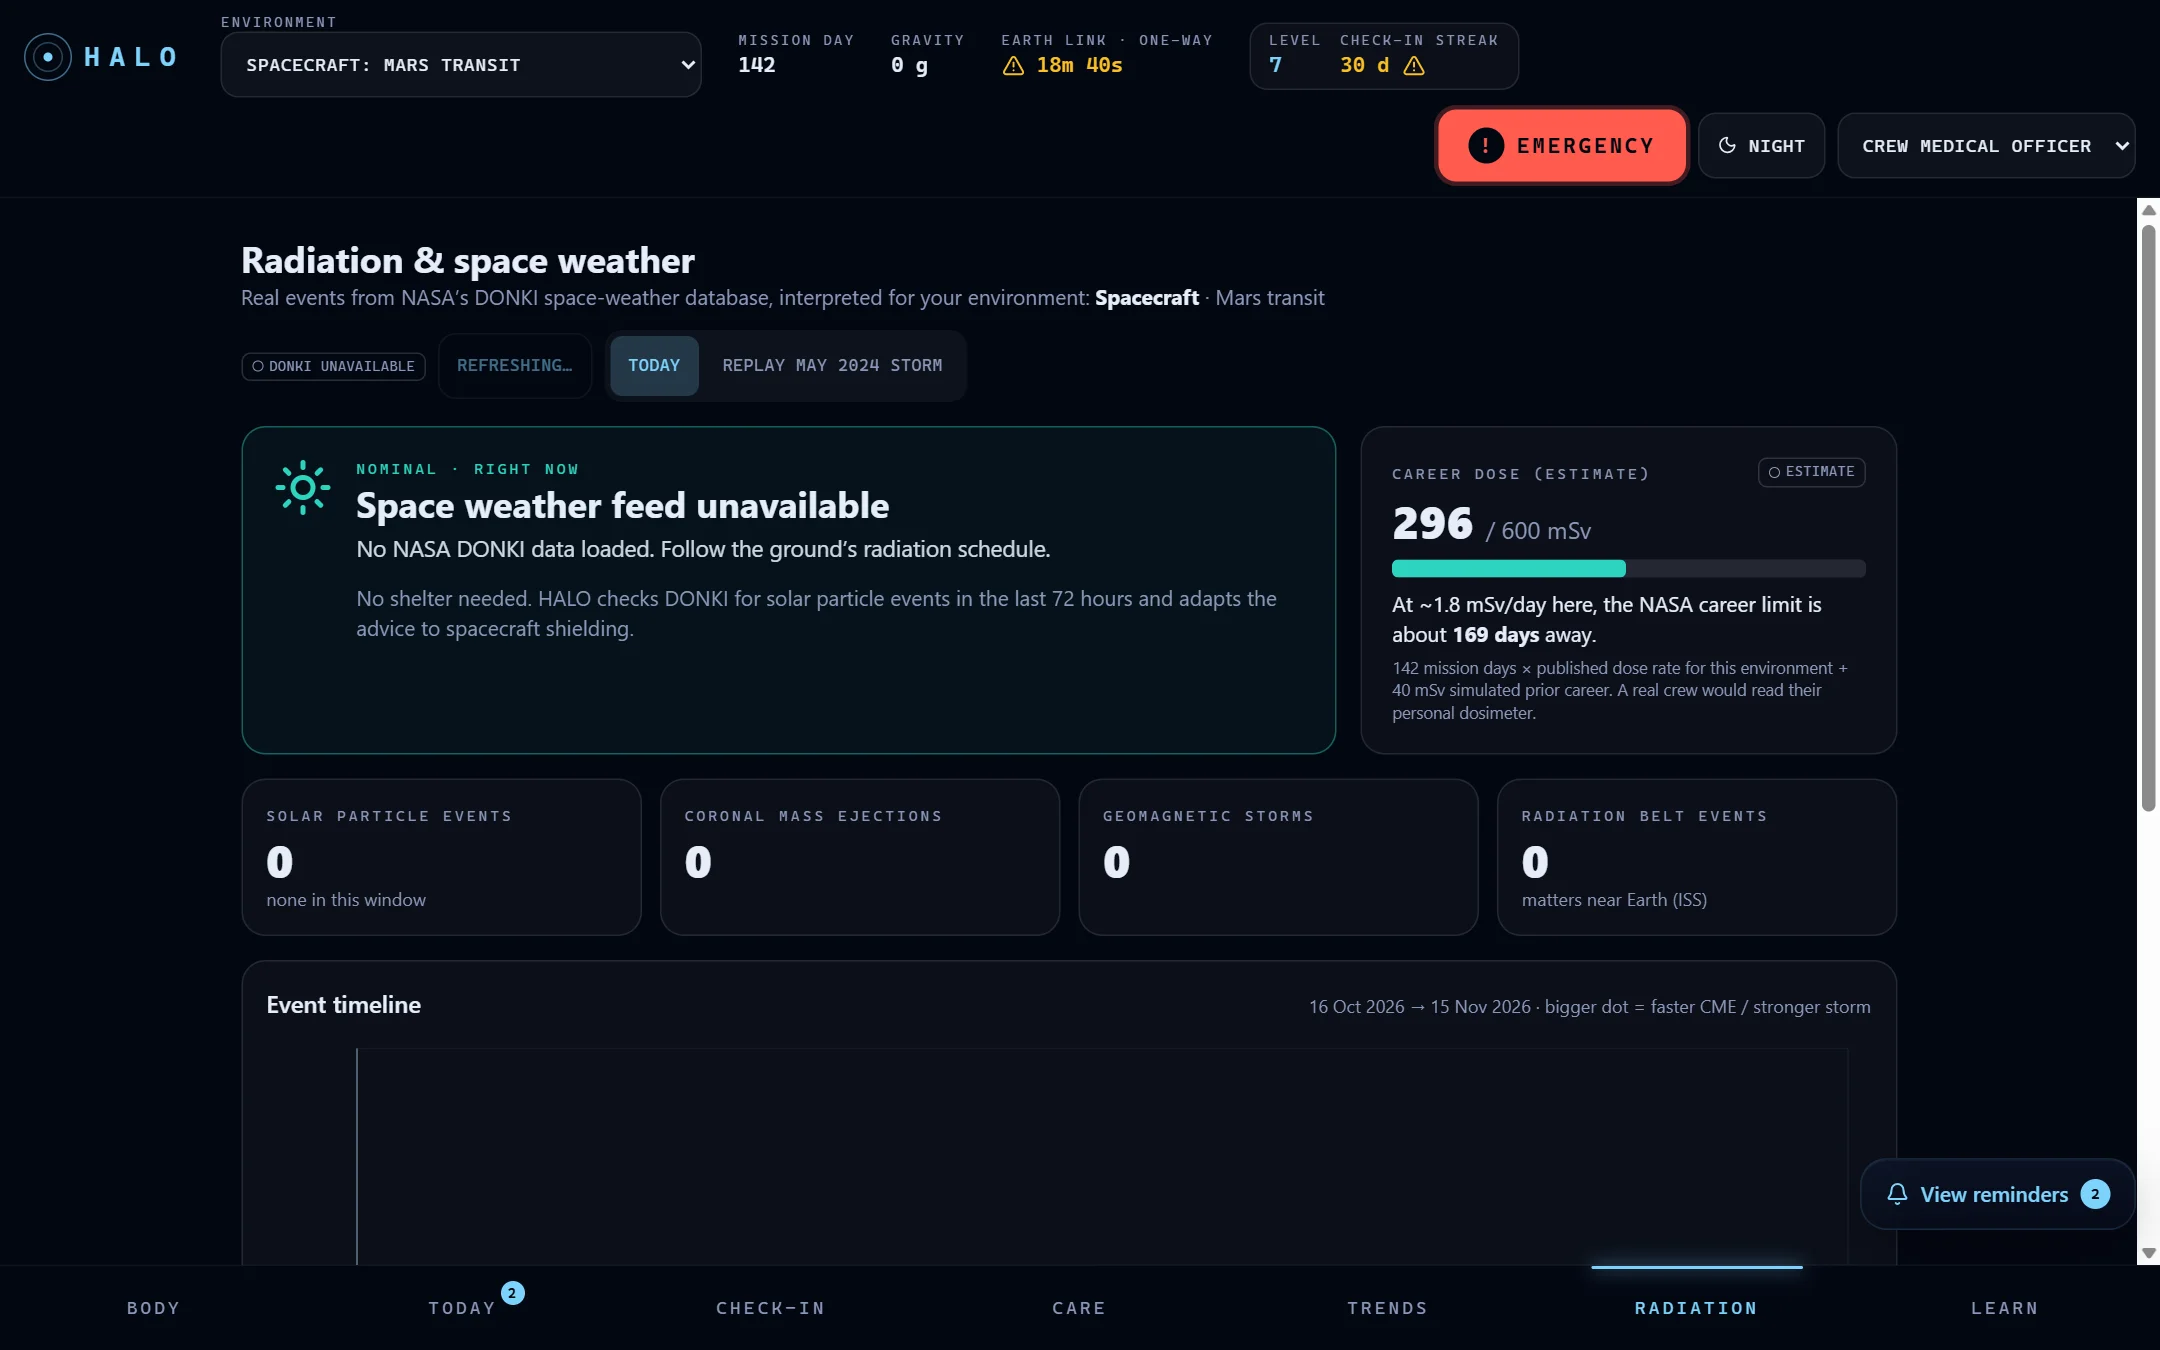 HALO
ENVIRONMENT
SPACECRAFT: MARS TRANSIT
MISSION DAY
142
GRAVITY
0 g
EARTH LINK · ONE-WAY
18m 40s
LEVEL
7
CHECK-IN STREAK
30 d
! EMERGENCY
NIGHT
CREW MEDICAL OFFICER
Radiation & space weather
Real events from NASA’s DONKI space-weather database, interpreted for your environment: Spacecraft · Mars transit
DONKI UNAVAILABLE
REFRESHING…
TODAY
REPLAY MAY 2024 STORM
NOMINAL · RIGHT NOW
Space weather feed unavailable
No NASA DONKI data loaded. Follow the ground’s radiation schedule.
No shelter needed. HALO checks DONKI for solar particle events in the last 72 hours and adapts the
advice to spacecraft shielding.
CAREER DOSE (ESTIMATE)
ESTIMATE
296 / 600 mSv
At ~1.8 mSv/day here, the NASA career limit is
about 169 days away.
142 mission days × published dose rate for this environment +
40 mSv simulated prior career. A real crew would read their
personal dosimeter.
SOLAR PARTICLE EVENTS
0
none in this window
CORONAL MASS EJECTIONS
0
GEOMAGNETIC STORMS
0
RADIATION BELT EVENTS
0
matters near Earth (ISS)
Event timeline
16 Oct 2026 → 15 Nov 2026 · bigger dot = faster CME / stronger storm
View reminders 2
BODY
TODAY 2
CHECK-IN
CARE
TRENDS
RADIATION
LEARN